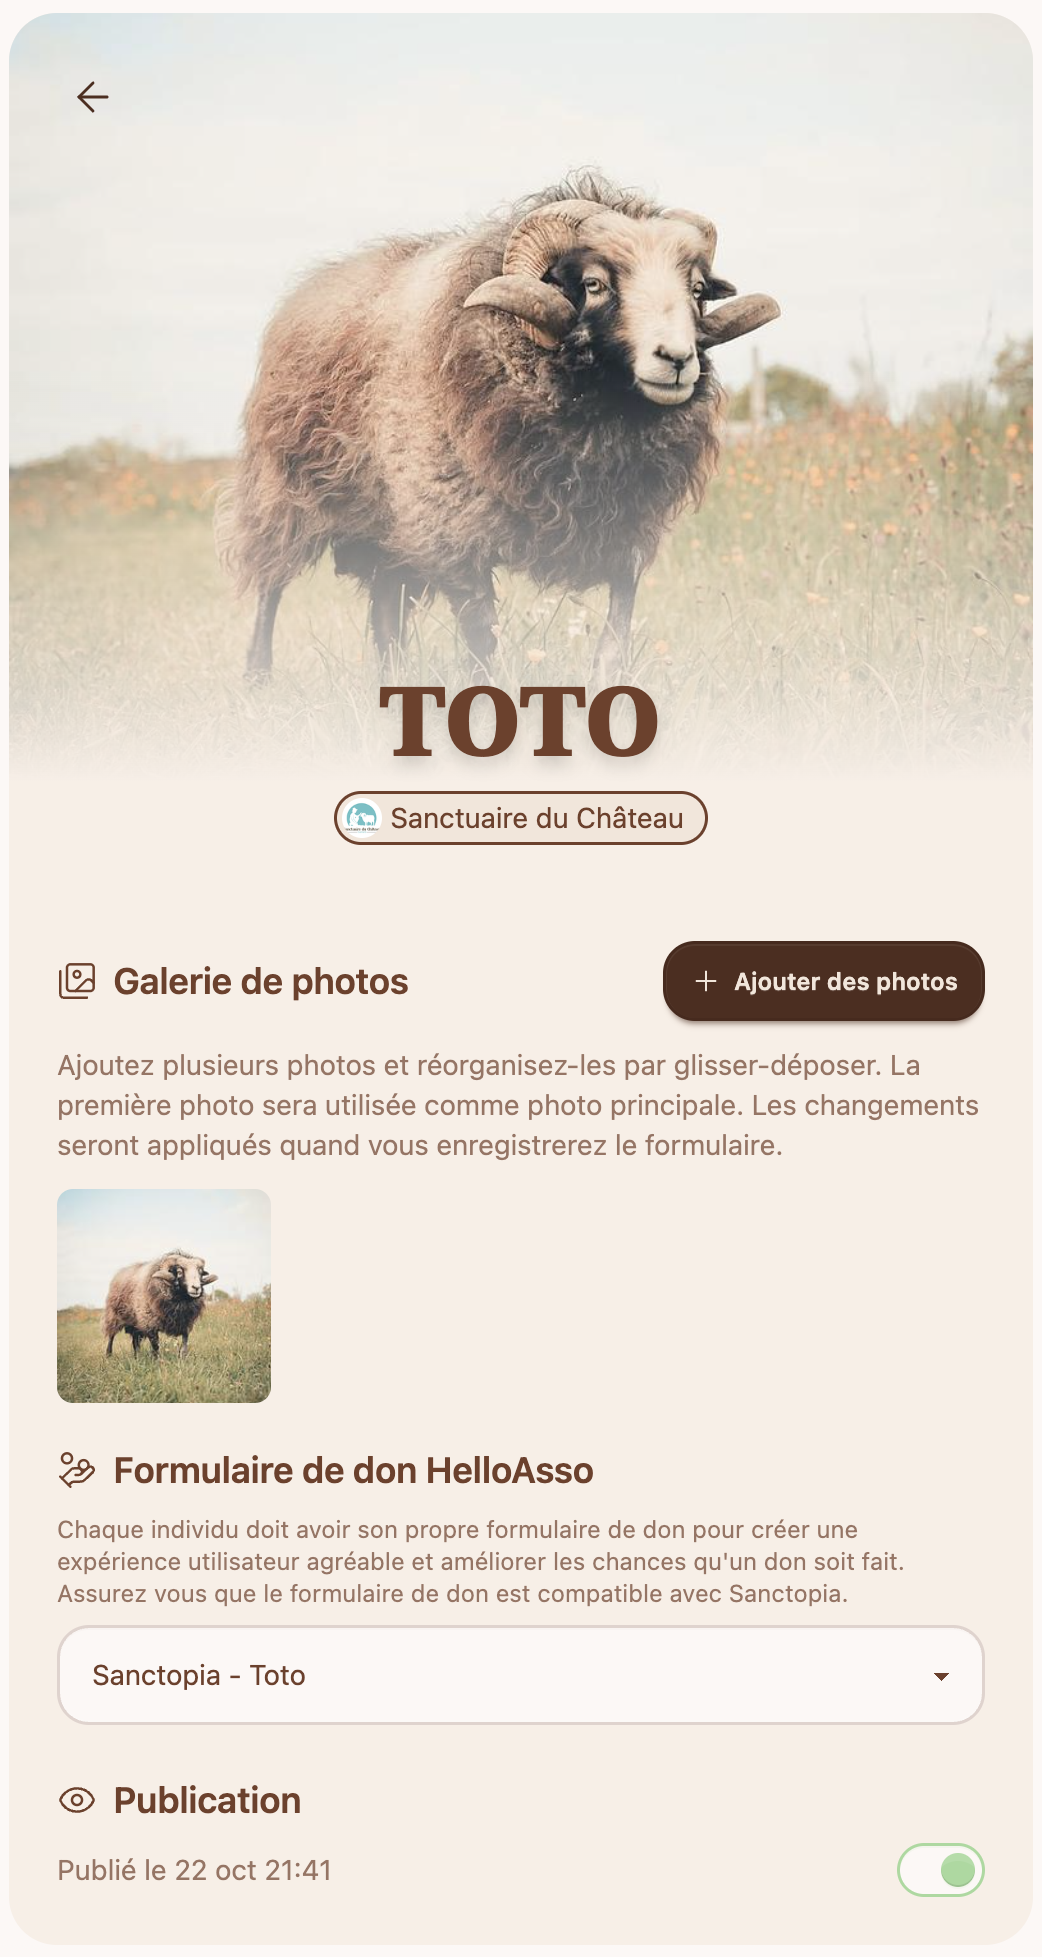 TOTO
Sanctuaire du Château
Galerie de photos
Ajouter des photos
Ajoutez plusieurs photos et réorganisez-les par glisser-déposer. La
première photo sera utilisée comme photo principale. Les changements
seront appliqués quand vous enregistrerez le formulaire.
Formulaire de don HelloAsso
Chaque individu doit avoir son propre formulaire de don pour créer une
expérience utilisateur agréable et améliorer les chances qu'un don soit fait.
Assurez vous que le formulaire de don est compatible avec Sanctopia.
Sanctopia - Toto
Publication
Publié le 22 oct 21:41